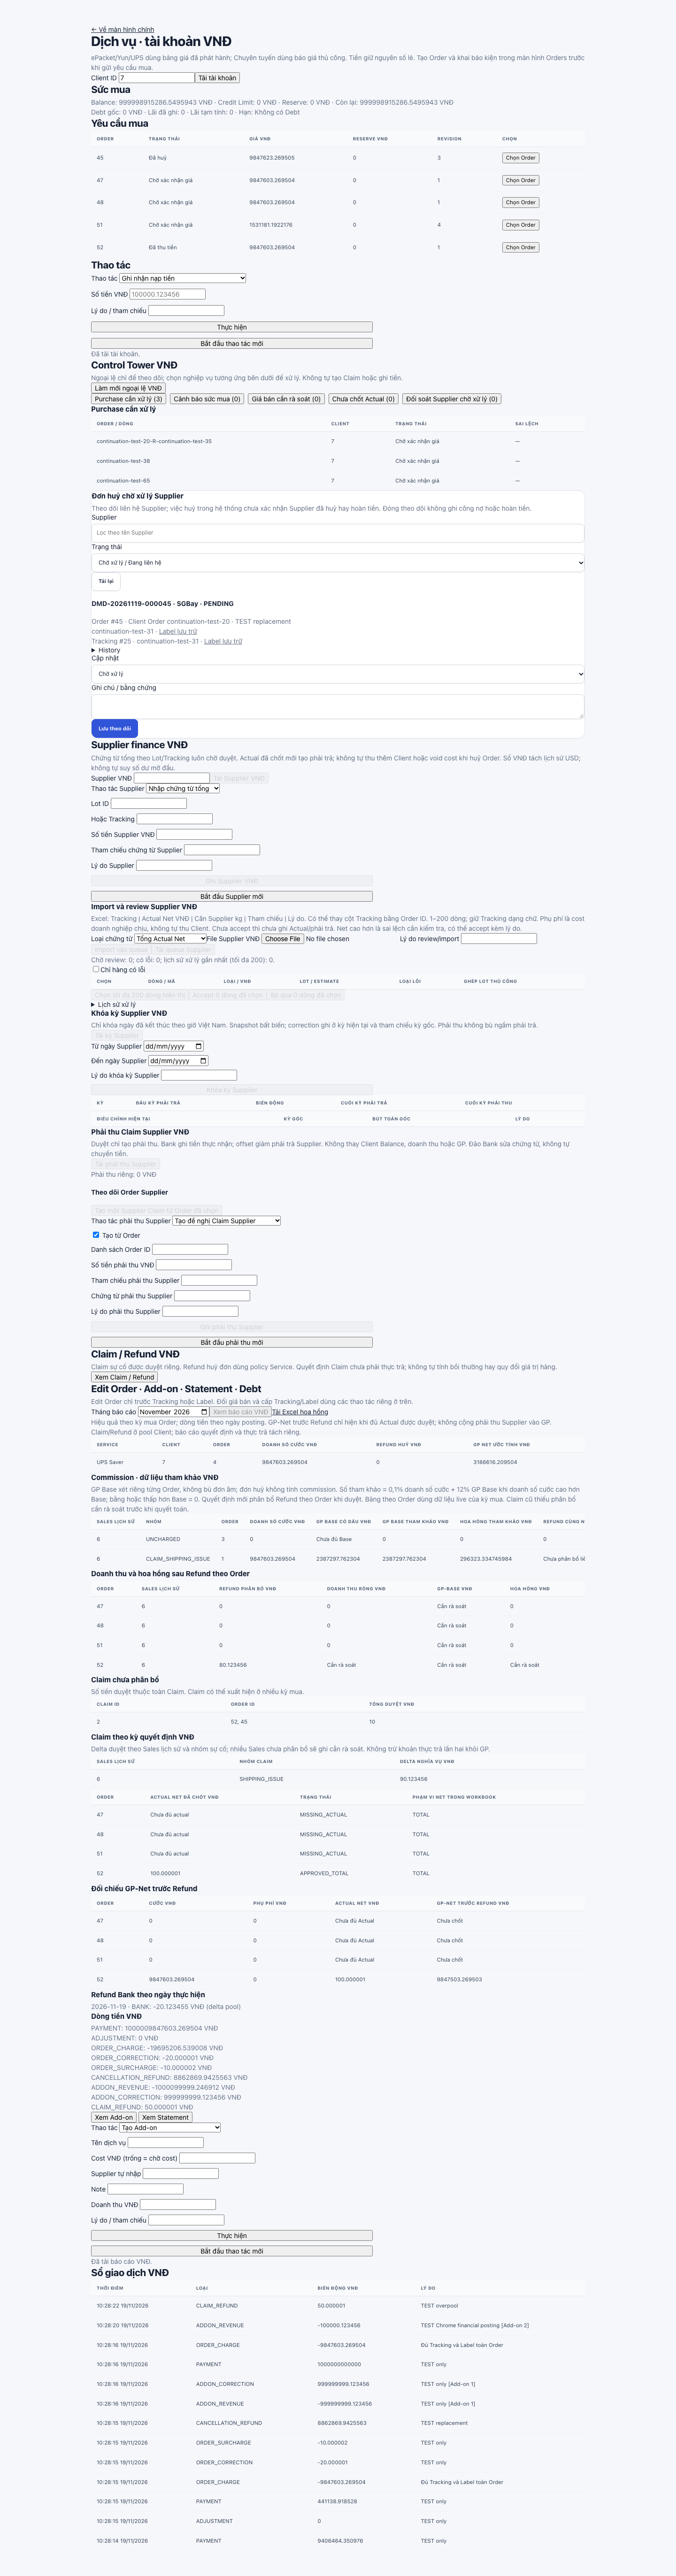 ← Về màn hình chính
Dịch vụ · tài khoản VNĐ
ePacket/Yun/UPS dùng bảng giá đã phát hành; Chuyên tuyến dùng báo giá thủ công. Tiền giữ nguyên số lẻ. Tạo Order và khai báo kiện trong màn hình Orders trước
khi gửi yêu cầu mua.
Client ID 7 Tải tài khoản
Sức mua
Balance: 999998915286.5495943 VNĐ · Credit Limit: 0 VNĐ · Reserve: 0 VNĐ · Còn lại: 999998915286.5495943 VNĐ
Debt gốc: 0 VNĐ · Lãi đã ghi: 0 · Lãi tạm tính: 0 · Hạn: Không có Debt
Yêu cầu mua
ORDER TRẠNG THÁI GIÁ VNĐ RESERVE VNĐ REVISION CHỌN
45 Đã huỷ 9847623.269505 0 3 Chọn Order
47 Chờ xác nhận giá 9847603.269504 0 1 Chọn Order
48 Chờ xác nhận giá 9847603.269504 0 1 Chọn Order
51 Chờ xác nhận giá 1531181.1922176 0 4 Chọn Order
52 Đã thu tiền 9847603.269504 0 1 Chọn Order
Thao tác
Thao tác Ghi nhận nạp tiền
Số tiền VNĐ 100000.123456
Lý do / tham chiếu
Thực hiện
Bắt đầu thao tác mới
Đã tải tài khoản.
Control Tower VNĐ
Ngoại lệ chỉ để theo dõi; chọn nghiệp vụ tương ứng bên dưới để xử lý. Không tự tạo Claim hoặc ghi tiền.
Làm mới ngoại lệ VNĐ
Purchase cần xử lý (3) Cảnh báo sức mua (0) Giá bán cần rà soát (0) Chưa chốt Actual (0) Đối soát Supplier chờ xử lý (0)
Purchase cần xử lý
ORDER / DÒNG CLIENT TRẠNG THÁI SAI LỆCH
continuation-test-20-R-continuation-test-35 7 Chờ xác nhận giá —
continuation-test-38 7 Chờ xác nhận giá —
continuation-test-65 7 Chờ xác nhận giá —
Đơn huỷ chờ xử lý Supplier
Theo dõi liên hệ Supplier; việc huỷ trong hệ thống chưa xác nhận Supplier đã huỷ hay hoàn tiền. Đóng theo dõi không ghi công nợ hoặc hoàn tiền.
Supplier
Lọc theo tên Supplier
Trạng thái
Chờ xử lý / Đang liên hệ
Tải lại
DMD-20261119-000045 · SGBay · PENDING
Order #45 · Client Order continuation-test-20 · TEST replacement
continuation-test-31 · Label lưu trữ
Tracking #25 · continuation-test-31 · Label lưu trữ
▶ History
Cập nhật
Chờ xử lý
Ghi chú / bằng chứng
Lưu theo dõi
Supplier finance VNĐ
Chứng từ tổng theo Lot/Tracking luôn chờ duyệt. Actual đã chốt mới tạo phải trả; không tự thu thêm Client hoặc void cost khi huỷ Order. Sổ VNĐ tách lịch sử USD;
không tự suy số dư mở đầu.
Supplier VNĐ Tải Supplier VNĐ
Thao tác Supplier Nhập chứng từ tổng
Lot ID
Hoặc Tracking
Số tiền Supplier VNĐ
Tham chiếu chứng từ Supplier
Lý do Supplier
Ghi Supplier VNĐ
Bắt đầu Supplier mới
Import và review Supplier VNĐ
Excel: Tracking | Actual Net VNĐ | Cân Supplier kg | Tham chiếu | Lý do. Có thể thay cột Tracking bằng Order ID. 1–200 dòng; giữ Tracking dạng chữ. Phụ phí là cost
doanh nghiệp chịu, không tự thu Client. Chưa accept thì chưa ghi Actual/phải trả. Net cao hơn là sai lệch cần kiểm tra, có thể accept kèm lý do.
Loại chứng từ Tổng Actual Net File Supplier VNĐ Choose File No file chosen Lý do review/import
Import vào queue Tải queue Supplier
Chờ review: 0; có lỗi: 0; lịch sử xử lý gần nhất (tối đa 200): 0.
Chỉ hàng có lỗi
CHỌN DÒNG / MÃ LOẠI / VNĐ LOT / ESTIMATE LOẠI LỖI GHÉP LOT THỦ CÔNG
Chọn tối đa 200 dòng hiển thị Accept 0 dòng đã chọn Bỏ qua 0 dòng đã chọn
▶ Lịch sử xử lý
Khóa kỳ Supplier VNĐ
Chỉ khóa ngày đã kết thúc theo giờ Việt Nam. Snapshot bất biến; correction ghi ở kỳ hiện tại và tham chiếu kỳ gốc. Phải thu không bù ngầm phải trả.
Tải kỳ Supplier
Từ ngày Supplier dd/mm/yyyy
Đến ngày Supplier dd/mm/yyyy
Lý do khóa kỳ Supplier
Khóa kỳ Supplier
KỲ ĐẦU KỲ PHẢI TRẢ BIẾN ĐỘNG CUỐI KỲ PHẢI TRẢ CUỐI KỲ PHẢI THU
ĐIỀU CHỈNH HIỆN TẠI KỲ GỐC BÚT TOÁN GỐC LÝ DO
Phải thu Claim Supplier VNĐ
Duyệt chỉ tạo phải thu. Bank ghi tiền thực nhận; offset giảm phải trả Supplier. Không thay Client Balance, doanh thu hoặc GP. Đảo Bank sửa chứng từ, không tự
chuyển tiền.
Tải phải thu Supplier
Phải thu riêng: 0 VNĐ
Theo dõi Order Supplier
Tạo một Supplier Claim từ Order đã chọn
Thao tác phải thu Supplier Tạo đề nghị Claim Supplier
Tạo từ Order
Danh sách Order ID
Số tiền phải thu VNĐ
Tham chiếu phải thu Supplier
Chứng từ phải thu Supplier
Lý do phải thu Supplier
Ghi phải thu Supplier
Bắt đầu phải thu mới
Claim / Refund VNĐ
Claim sự cố được duyệt riêng. Refund huỷ đơn dùng policy Service. Quyết định Claim chưa phải thực trả; không tự tính bồi thường hay quy đổi giá trị hàng.
Xem Claim / Refund
Edit Order · Add-on · Statement · Debt
Edit Order chỉ trước Tracking hoặc Label. Đổi giá bán và cấp Tracking/Label dùng các thao tác riêng ở trên.
Tháng báo cáo November 2026 Xem báo cáo VNĐ Tải Excel hoa hồng
Hiệu quả theo kỳ mua Order; dòng tiền theo ngày posting. GP-Net trước Refund chỉ hiện khi đủ Actual được duyệt; không cộng phải thu Supplier vào GP.
Claim/Refund ở pool Client; báo cáo quyết định và thực trả tách riêng.
SERVICE CLIENT ORDER DOANH SỐ CƯỚC VNĐ REFUND HUỶ VNĐ GP NET ƯỚC TÍNH VNĐ
UPS Saver 7 4 9847603.269504 0 3186616.209504
Commission · dữ liệu tham khảo VNĐ
GP Base xét riêng từng Order, không bù đơn âm; đơn hoà không tính commission. Số tham khảo = 0,1% doanh số cước + 12% GP Base khi doanh số cước cao hơn
Base; bằng hoặc thấp hơn Base = 0. Quyết định mới phân bổ Refund theo Order khi duyệt. Bảng theo Order dùng dữ liệu live của kỳ mua. Claim cũ thiếu phân bổ
cần rà soát trước khi quyết toán.
SALES LỊCH SỬ NHÓM ORDER DOANH SỐ CƯỚC VNĐ GP BASE CÓ DẤU VNĐ GP BASE THAM KHẢO VNĐ HOA HỒNG THAM KHẢO VNĐ REFUND CÙNG N
6 UNCHARGED 3 0 Chưa đủ Base 0 0 0
6 CLAIM_SHIPPING_ISSUE 1 9847603.269504 2387297.762304 2387297.762304 296323.334745984 Chưa phân bổ liê
Doanh thu và hoa hồng sau Refund theo Order
ORDER SALES LỊCH SỬ REFUND PHÂN BỔ VNĐ DOANH THU RÒNG VNĐ GP-BASE VNĐ HOA HỒNG VNĐ
47 6 0 0 Cần rà soát 0
48 6 0 0 Cần rà soát 0
51 6 0 0 Cần rà soát 0
52 6 80.123456 Cần rà soát Cần rà soát Cần rà soát
Claim chưa phân bổ
Số tiền duyệt thuộc toàn Claim. Claim có thể xuất hiện ở nhiều kỳ mua.
CLAIM ID ORDER ID TỔNG DUYỆT VNĐ
2 52, 45 10
Claim theo kỳ quyết định VNĐ
Delta duyệt theo Sales lịch sử và nhóm sự cố; nhiều Sales chưa phân bổ sẽ ghi cần rà soát. Không trừ khoản thực trả lần hai khỏi GP.
SALES LỊCH SỬ NHÓM CLAIM DELTA NGHĨA VỤ VNĐ
6 SHIPPING_ISSUE 90.123456
ORDER ACTUAL NET ĐÃ CHỐT VNĐ TRẠNG THÁI PHẠM VI NET TRONG WORKBOOK
47 Chưa đủ actual MISSING_ACTUAL TOTAL
48 Chưa đủ actual MISSING_ACTUAL TOTAL
51 Chưa đủ actual MISSING_ACTUAL TOTAL
52 100.000001 APPROVED_TOTAL TOTAL
Đối chiếu GP-Net trước Refund
ORDER CƯỚC VNĐ PHỤ PHÍ VNĐ ACTUAL NET VNĐ GP-NET TRƯỚC REFUND VNĐ
47 0 0 Chưa đủ Actual Chưa chốt
48 0 0 Chưa đủ Actual Chưa chốt
51 0 0 Chưa đủ Actual Chưa chốt
52 9847603.269504 0 100.000001 9847503.269503
Refund Bank theo ngày thực hiện
2026-11-19 · BANK: -20.123455 VNĐ (delta pool)
Dòng tiền VNĐ
PAYMENT: 1000009847603.269504 VNĐ
ADJUSTMENT: 0 VNĐ
ORDER_CHARGE: -19695206.539008 VNĐ
ORDER_CORRECTION: -20.000001 VNĐ
ORDER_SURCHARGE: -10.000002 VNĐ
CANCELLATION_REFUND: 8862869.9425563 VNĐ
ADDON_REVENUE: -1000099999.246912 VNĐ
ADDON_CORRECTION: 999999999.123456 VNĐ
CLAIM_REFUND: 50.000001 VNĐ
Xem Add-on Xem Statement
Thao tác Tạo Add-on
Tên dịch vụ
Cost VNĐ (trống = chờ cost)
Supplier tự nhập
Note
Doanh thu VNĐ
Lý do / tham chiếu
Thực hiện
Bắt đầu thao tác mới
Đã tải báo cáo VNĐ.
Sổ giao dịch VNĐ
THỜI ĐIỂM LOẠI BIẾN ĐỘNG VNĐ LÝ DO
10:28:22 19/11/2026 CLAIM_REFUND 50.000001 TEST overpool
10:28:20 19/11/2026 ADDON_REVENUE -100000.123456 TEST Chrome financial posting [Add-on 2]
10:28:16 19/11/2026 ORDER_CHARGE -9847603.269504 Đủ Tracking và Label toàn Order
10:28:16 19/11/2026 PAYMENT 1000000000000 TEST only
10:28:16 19/11/2026 ADDON_CORRECTION 999999999.123456 TEST only [Add-on 1]
10:28:16 19/11/2026 ADDON_REVENUE -999999999.123456 TEST only [Add-on 1]
10:28:15 19/11/2026 CANCELLATION_REFUND 8862869.9425563 TEST replacement
10:28:15 19/11/2026 ORDER_SURCHARGE -10.000002 TEST only
10:28:15 19/11/2026 ORDER_CORRECTION -20.000001 TEST only
10:28:15 19/11/2026 ORDER_CHARGE -9847603.269504 Đủ Tracking và Label toàn Order
10:28:15 19/11/2026 PAYMENT 441138.918528 TEST only
10:28:15 19/11/2026 ADJUSTMENT 0 TEST only
10:28:14 19/11/2026 PAYMENT 9406464.350976 TEST only